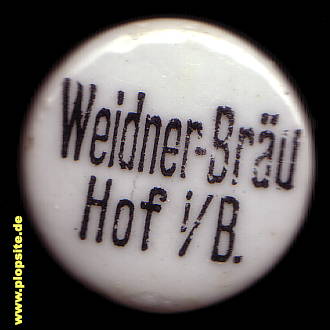 Weidner-Bräu
Hof i/B.
www.plopsite.de